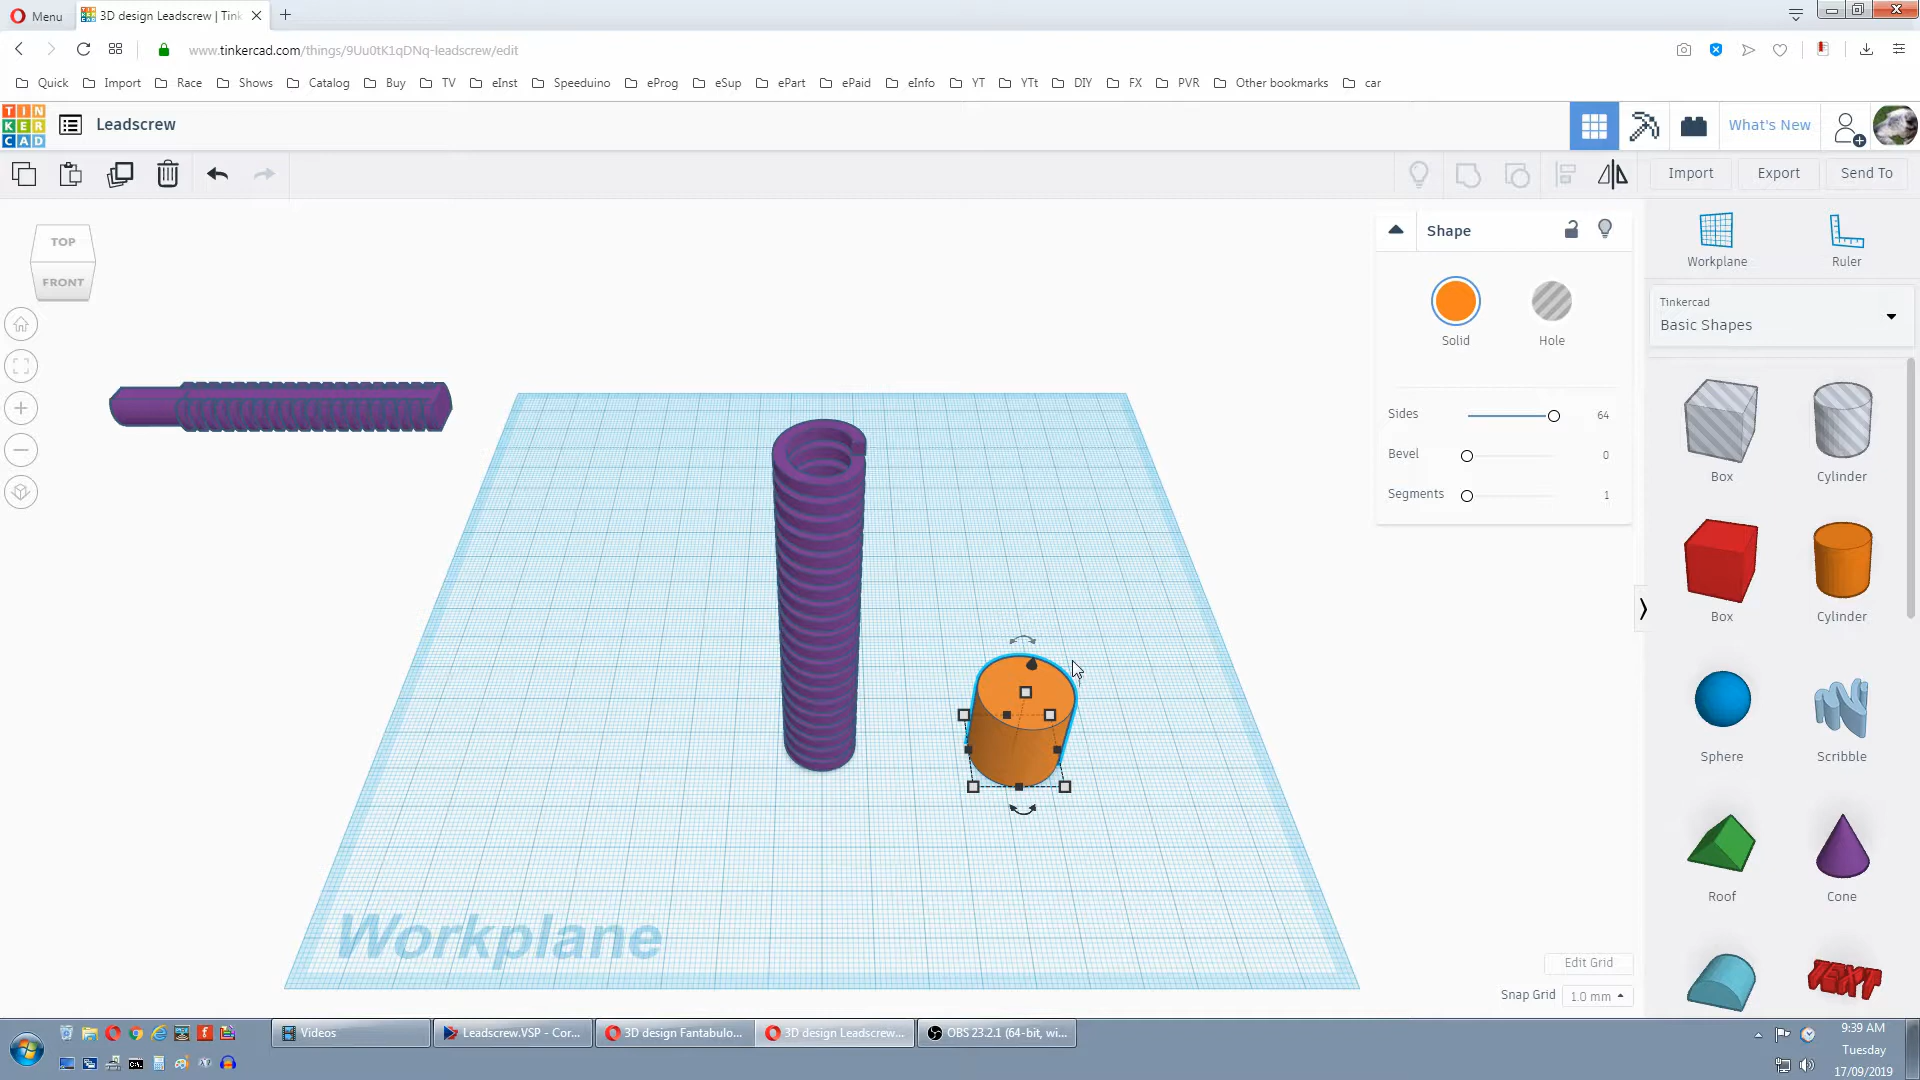 Menu
3D design Leadscrew | Tink
www.tinkercad.com/things/9Uu0tK1qDNq-leadscrew/edit
Quick Import Race Shows Catalog Buy TV eInst Speeduino eProg eSup ePart ePaid eInfo YT YTt DIY FX PVR Other bookmarks car
TIN
KER
CAD
Leadscrew
What's New
Import Export Send To
TOP
FRONT
Shape
Solid Hole
Sides 64
Bevel 0
Segments 1
Workplane Ruler
Tinkercad
Basic Shapes
Box Cylinder
Box Cylinder
Sphere Scribble
Roof Cone
TEXT
Workplane
Edit Grid
Snap Grid 1.0 mm
Videos
Leadscrew.VSP - Cor...
3D design Fantabulo...
3D design Leadscrew...
OBS 23.2.1 (64-bit, wi...
9:39 AM
Tuesday
17/09/2019